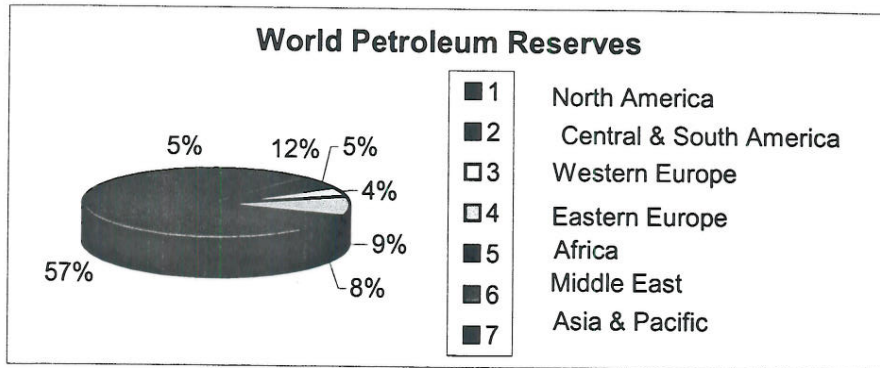 World Petroleum Reserves
5%
12%
5%
4%
9%
8%
57%
1 North America
2 Central & South America
3 Western Europe
4 Eastern Europe
5 Africa
6 Middle East
7 Asia & Pacific